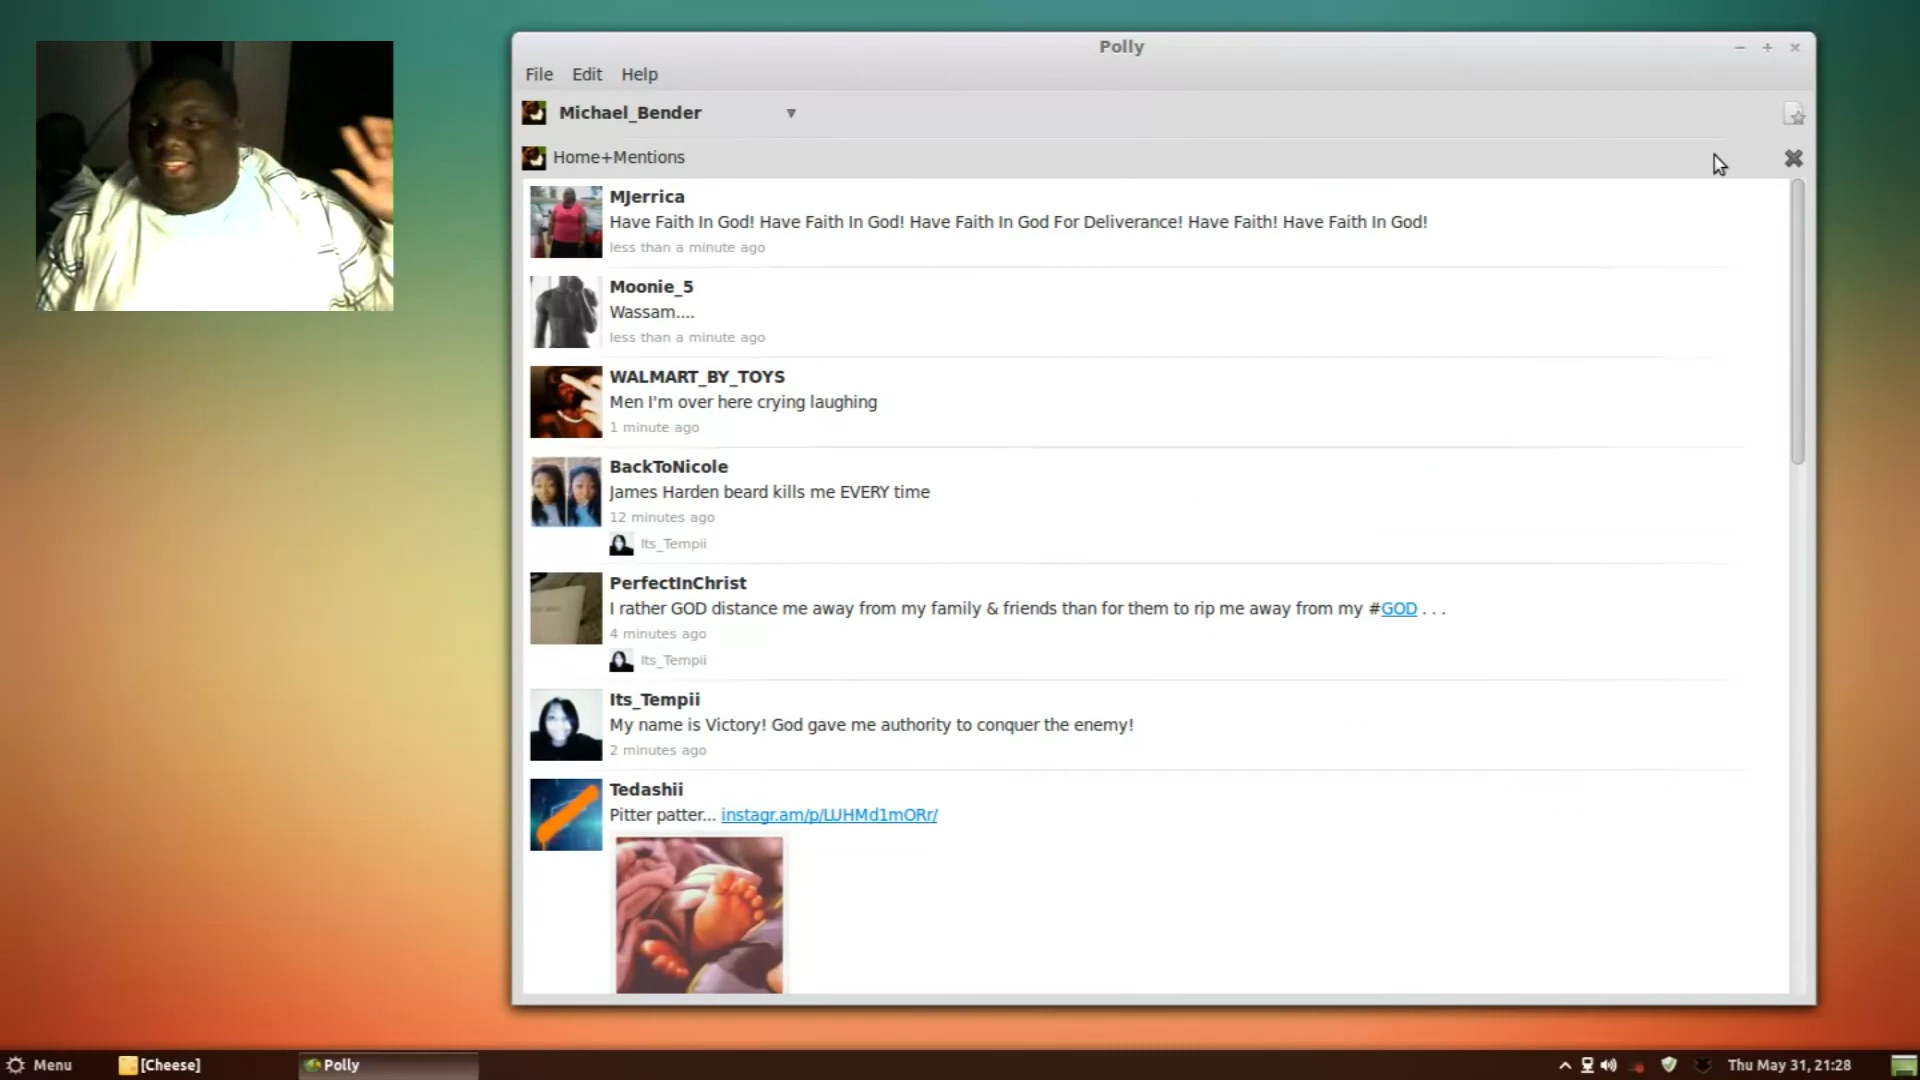 Polly
File Edit Help
Michael_Bender
Home+Mentions
MJerrica
Have Faith In God! Have Faith In God! Have Faith In God For Deliverance! Have Faith! Have Faith In God!
less than a minute ago
Moonie_5
Wassam....
less than a minute ago
WALMART_BY_TOYS
Men I'm over here crying laughing
1 minute ago
BackToNicole
James Harden beard kills me EVERY time
12 minutes ago
Its_Tempii
PerfectInChrist
I rather GOD distance me away from my family & friends than for them to rip me away from my #GOD . . .
4 minutes ago
Its_Tempii
Its_Tempii
My name is Victory! God gave me authority to conquer the enemy!
2 minutes ago
Tedashii
Pitter patter... instagr.am/p/LUHMd1mORr/
Menu [Cheese] Polly Thu May 31, 21:28